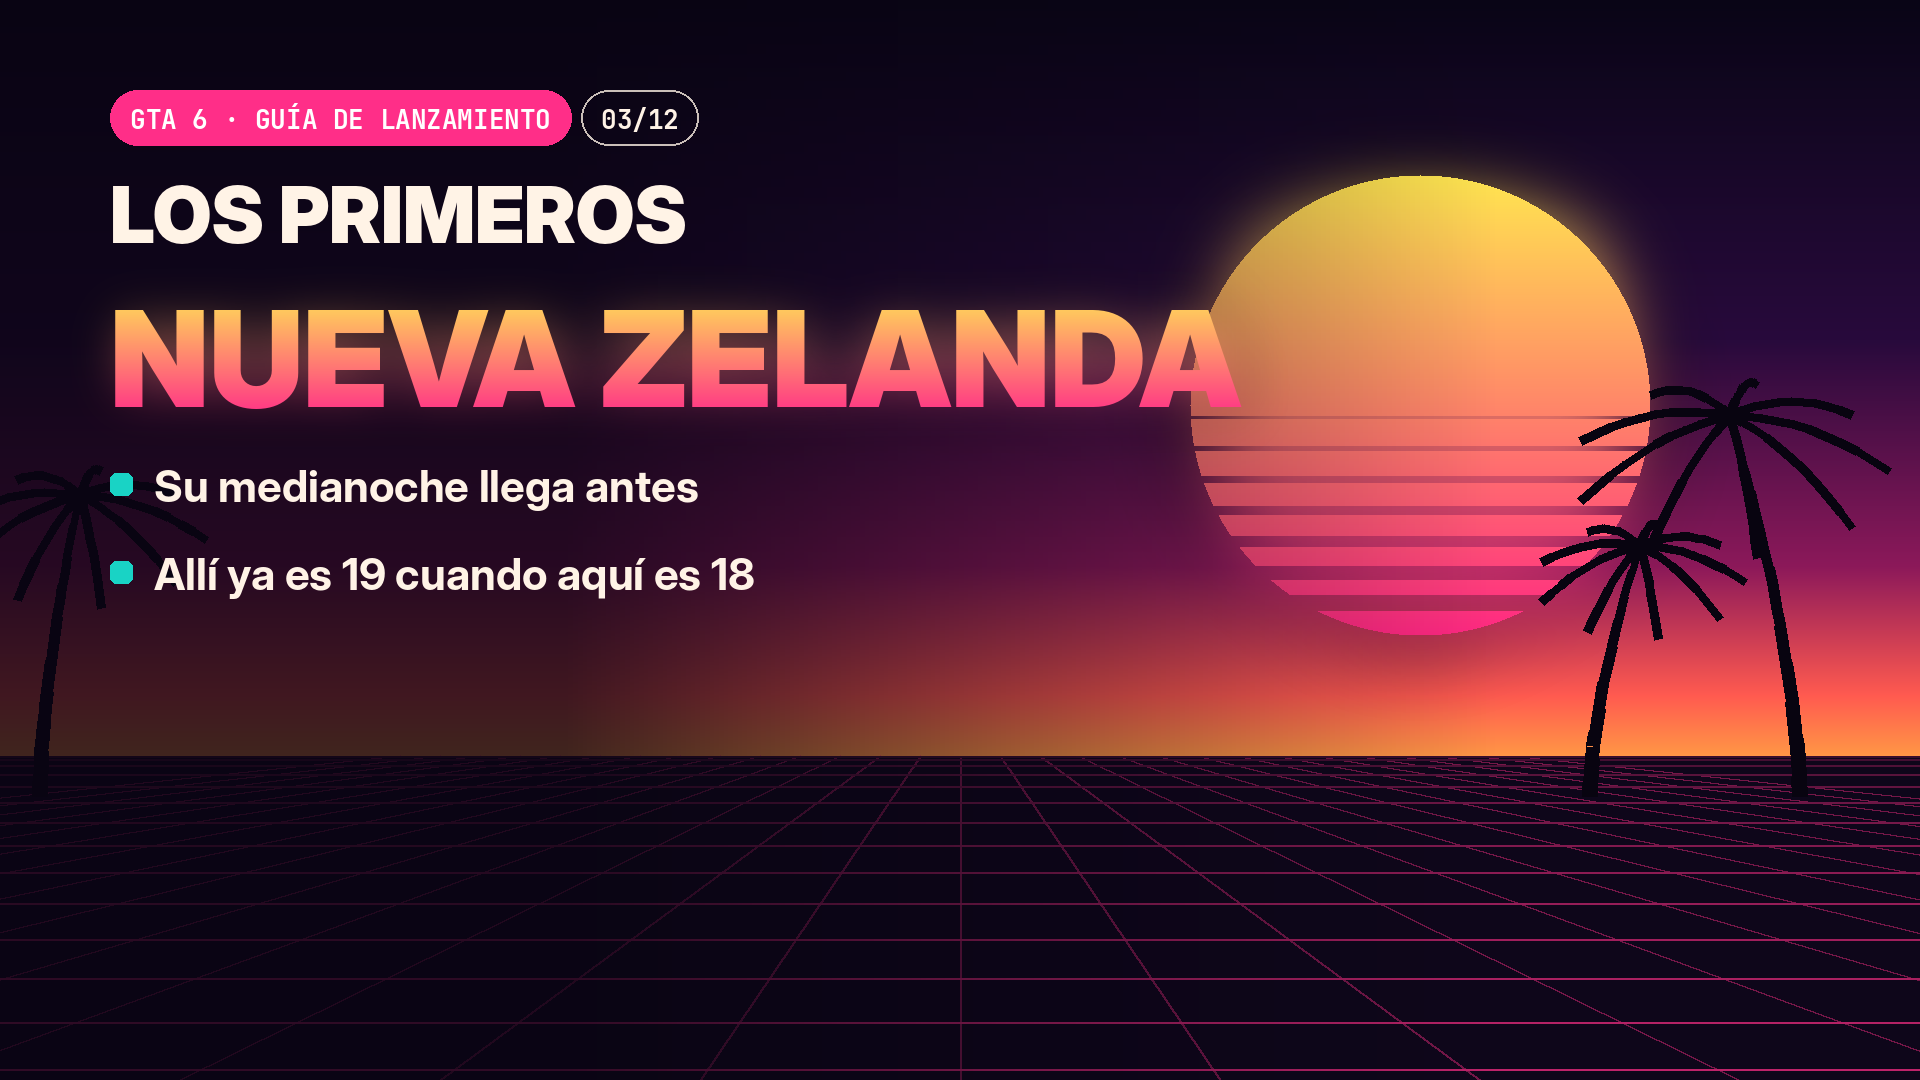 GTA 6 · GUÍA DE LANZAMIENTO 03/12
LOS PRIMEROS
NUEVA ZELANDA
Su medianoche llega antes
Allí ya es 19 cuando aquí es 18